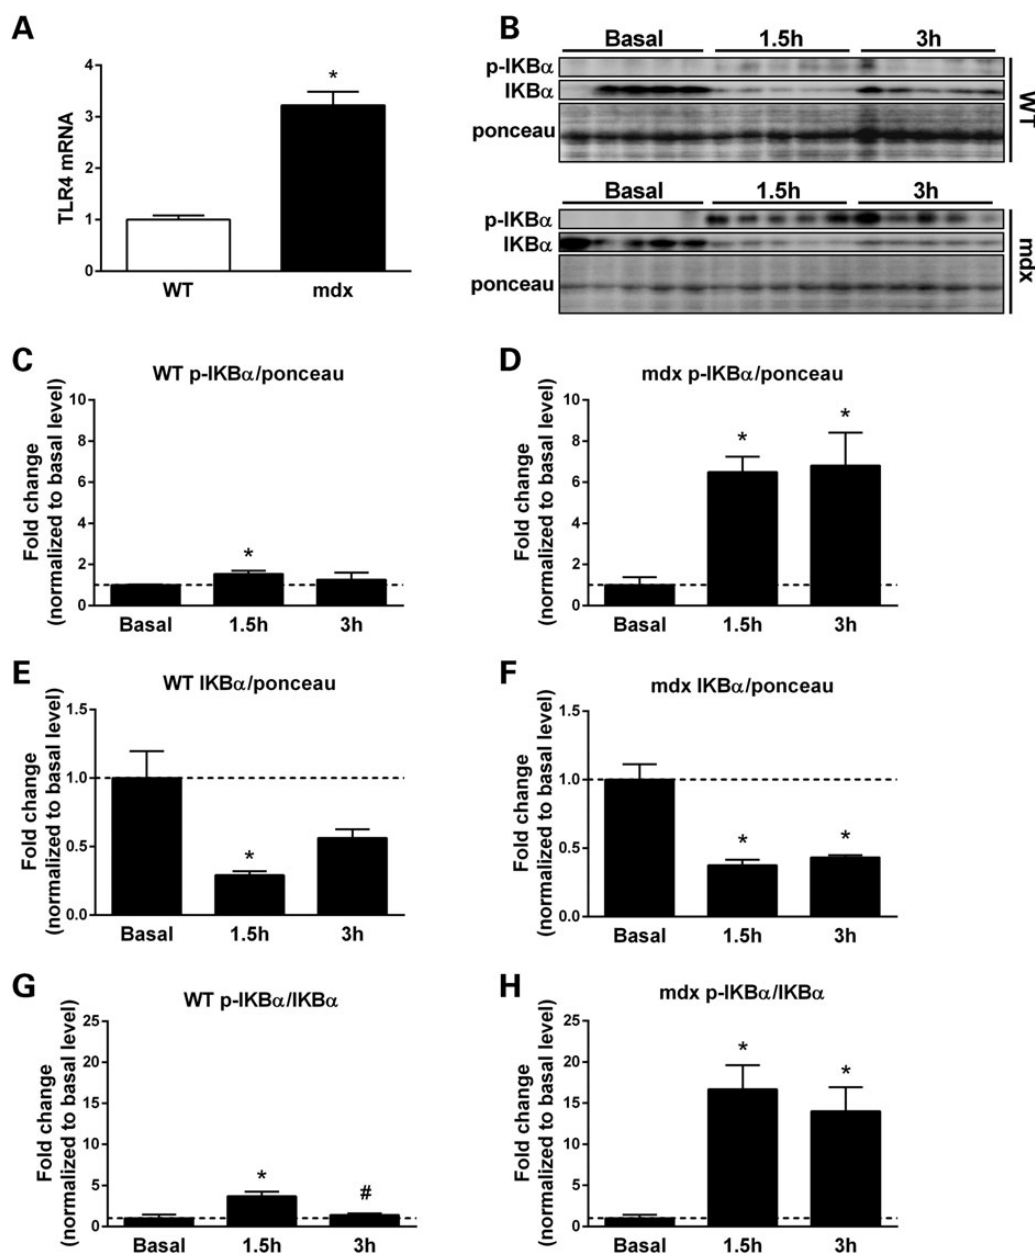 A
TLR4 mRNA
4
3
2
1
0
*
WT mdx
B
Basal 1.5h 3h
p-IKBα
IKBα
ponceau
WT
Basal 1.5h 3h
p-IKBα
IKBα
ponceau
mdx
C
WT p-IKBα/ponceau
Fold change
(normalized to basal level)
10
8
6
4
2
0
*
Basal 1.5h 3h
D
mdx p-IKBα/ponceau
Fold change
(normalized to basal level)
10
8
6
4
2
0
* *
Basal 1.5h 3h
E
WT IKBα/ponceau
Fold change
(normalized to basal level)
1.5
1.0
0.5
0.0
*
Basal 1.5h 3h
F
mdx IKBα/ponceau
Fold change
(normalized to basal level)
1.5
1.0
0.5
0.0
* *
Basal 1.5h 3h
G
WT p-IKBα/IKBα
Fold change
(normalized to basal level)
25
20
15
10
5
0
* #
Basal 1.5h 3h
H
mdx p-IKBα/IKBα
Fold change
(normalized to basal level)
25
20
15
10
5
0
* *
Basal 1.5h 3h